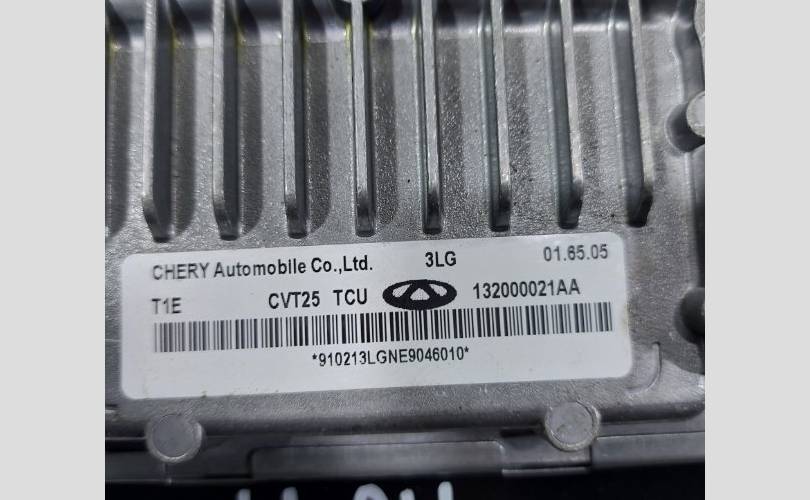 CHERY Automobile Co.,Ltd. 3LG 01.65.05
T1E CVT25 TCU 132000021AA
*910213LGNE9046010*